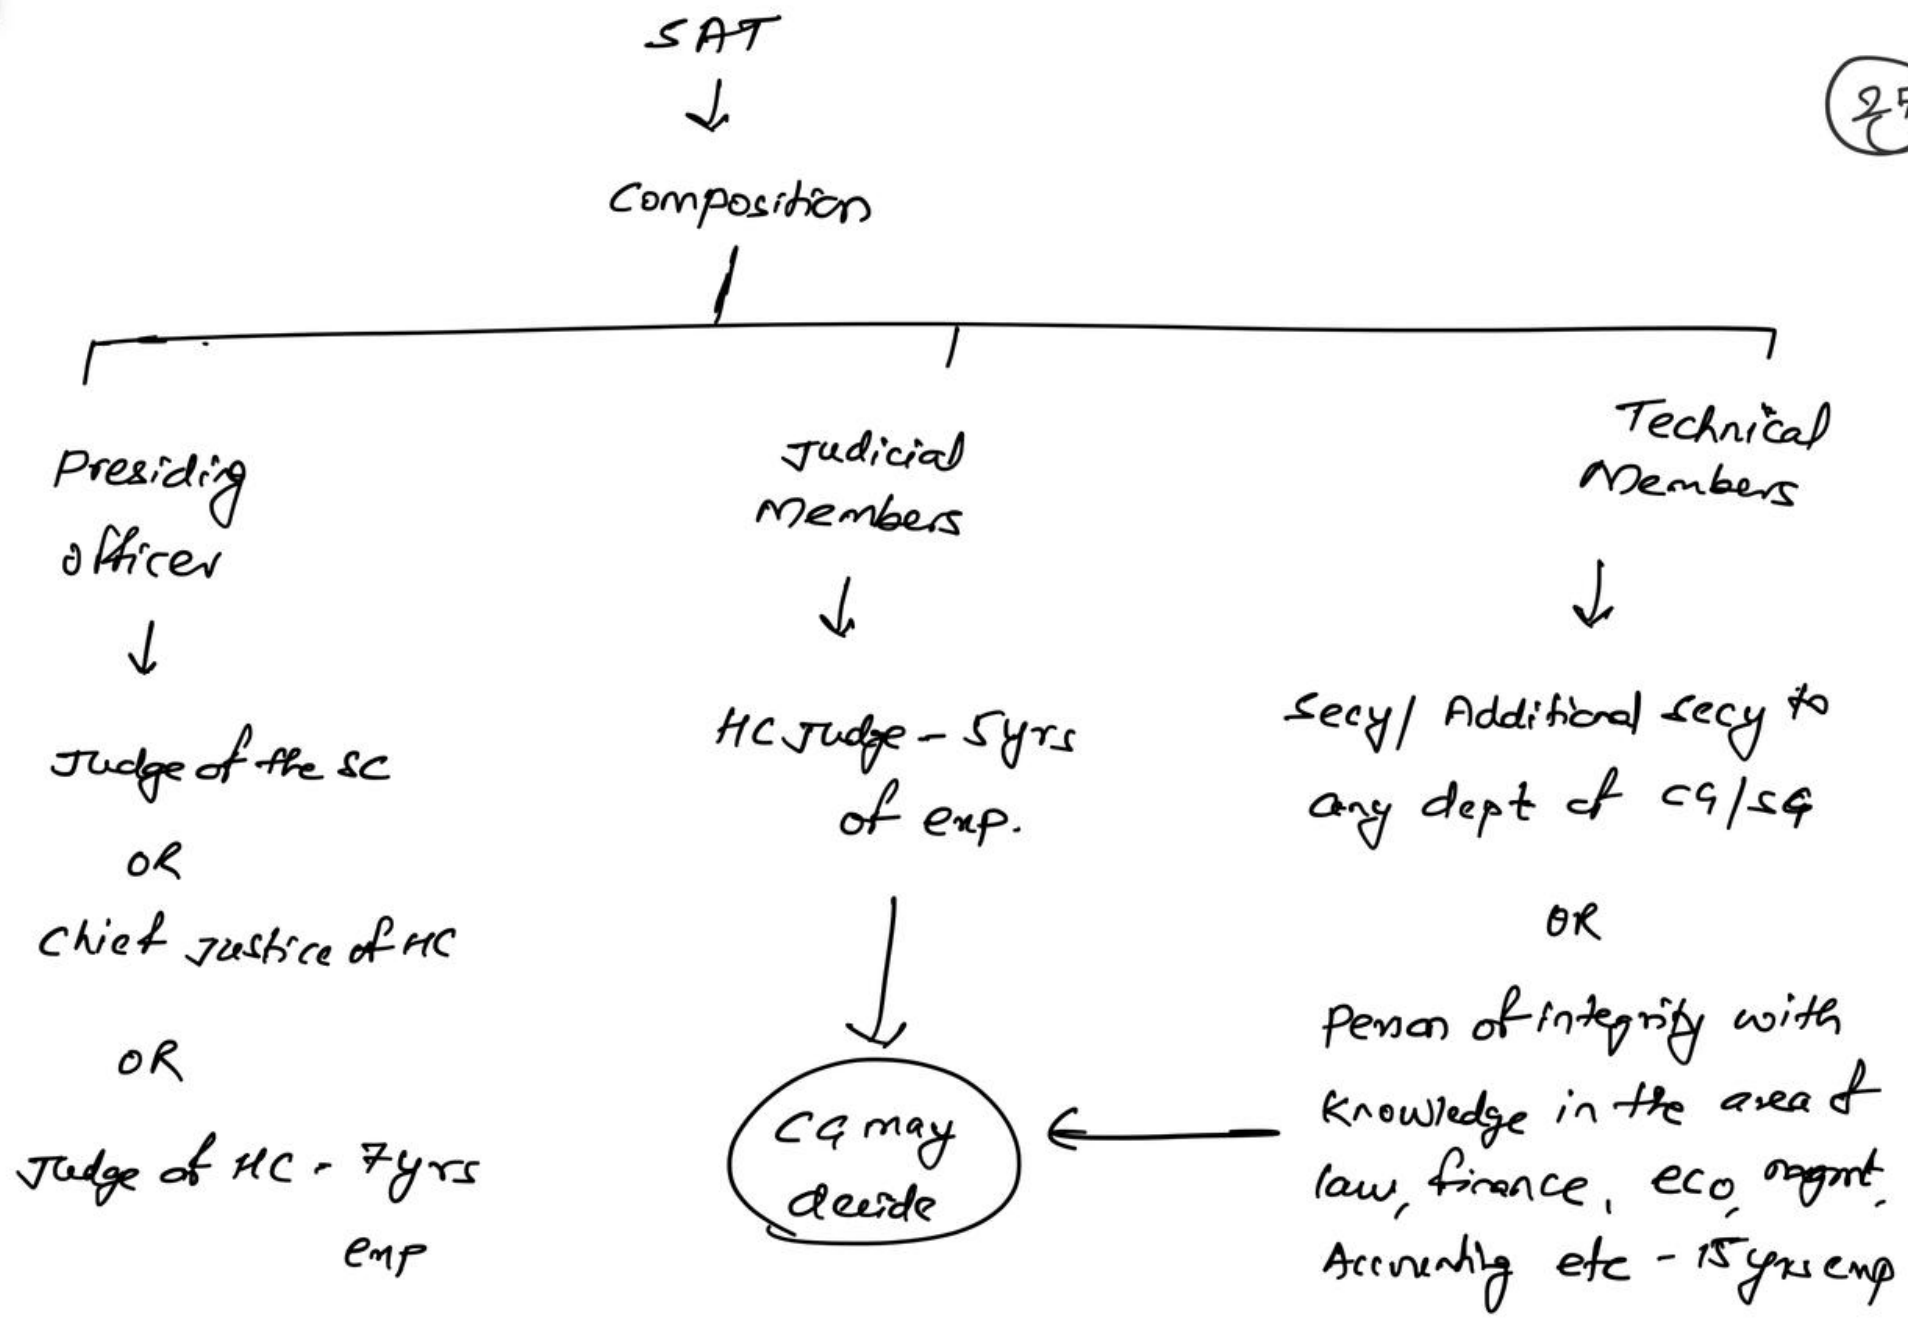 SAT
Composition
Presiding
Officer
Judge of the SC
OR
Chief Justice of HC
OR
Judge of HC - 7yrs
exp
Judicial
Members
HC Judge - 5yrs
of exp.
CG may
decide
Technical
Members
Secy/ Additional Secy to
any dept of CG/SG
OR
Person of integrity with
Knowledge in the area of
law, finance, eco, mgmt,
Accounting etc - 15 yrs exp